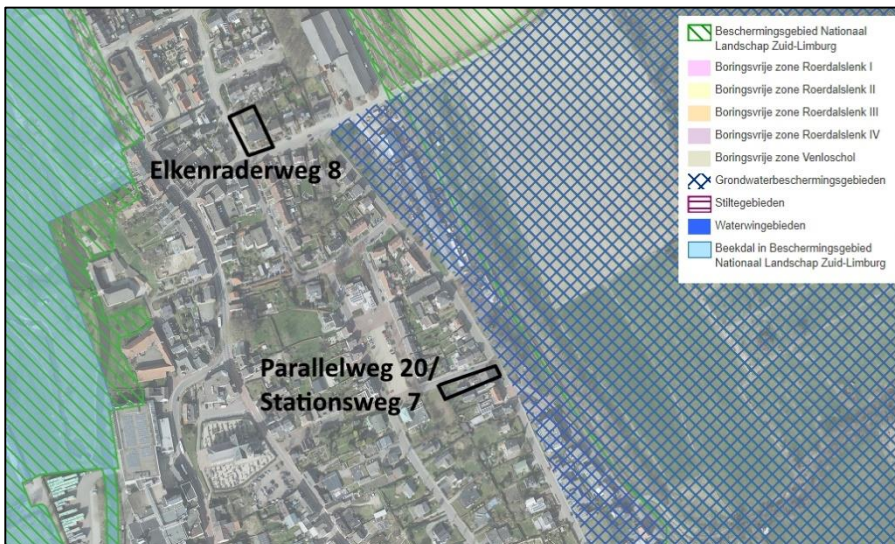 Beschermingsgebied Nationaal
Landschap Zuid-Limburg
Boringsvrije zone Roerdalslenk I
Boringsvrije zone Roerdalslenk II
Boringsvrije zone Roerdalslenk III
Boringsvrije zone Roerdalslenk IV
Boringsvrije zone Venloschol
Grondwaterbeschermingsgebieden
Stiltegebieden
Waterwingebieden
Beekdal in Beschermingsgebied
Nationaal Landschap Zuid-Limburg
Elkenraderweg 8
Parallelweg 20/
Stationsweg 7